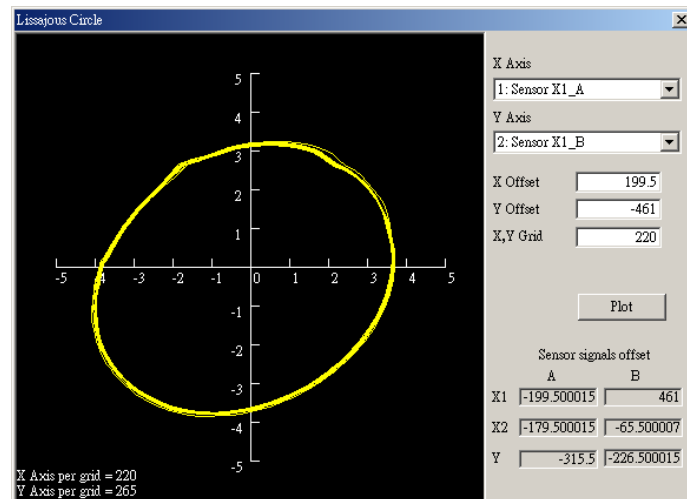 Lissajous Circle
5
4
3
2
1
-5 -4 -3 -2 -1 0 1 2 3 4 5
-1
-2
-3
-4
-5
X Axis per grid = 220
Y Axis per grid = 265
X Axis
1: Sensor X1_A
Y Axis
2: Sensor X1_B
X Offset 199.5
Y Offset -461
X,Y Grid 220
Plot
Sensor signals offset
A B
X1 -199.500015 461
X2 -179.500015 -65.500007
Y -315.5 -226.500015